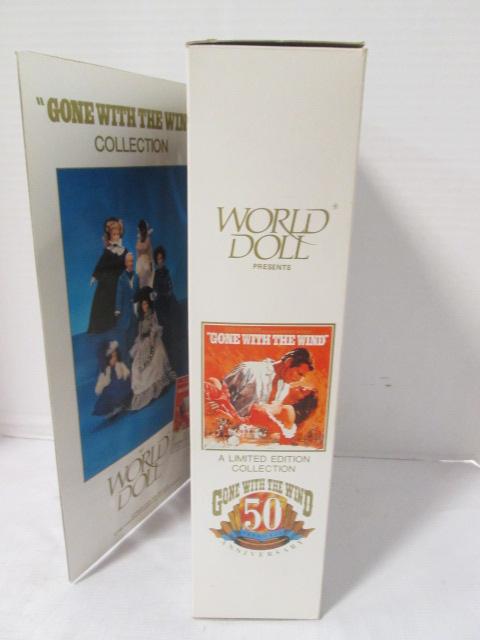 "GONE WITH THE WIND
COLLECTION
WORLD
DOLL
WORLD®
DOLL
PRESENTS
"GONE WITH THE WIND"
A LIMITED EDITION
COLLECTION
GONE WITH THE WIND
50
ANNIVERSARY